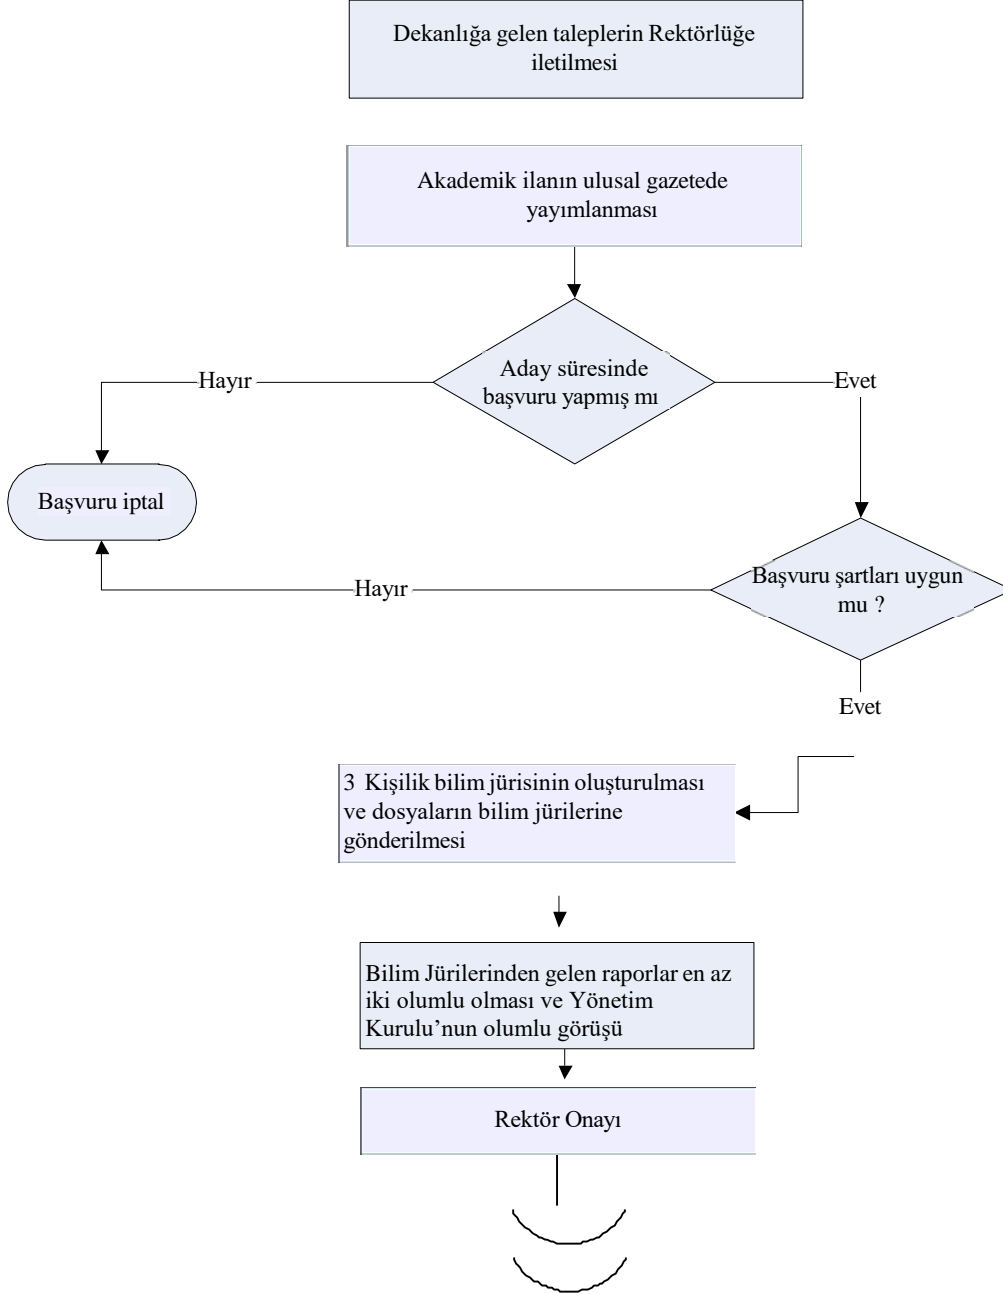 Dekanlığa gelen taleplerin Rektörlüğe
iletilmesi
Akademik ilanın ulusal gazetede
yayımlanması
Aday süresinde
başvuru yapmış mı
Hayır
Evet
Başvuru iptal
Başvuru şartları uygun
mu ?
Hayır
Evet
3 Kişilik bilim jürisinin oluşturulması
ve dosyaların bilim jürilerine
gönderilmesi
Bilim Jürilerinden gelen raporlar en az
iki olumlu olması ve Yönetim
Kurulu’nun olumlu görüşü
Rektör Onayı